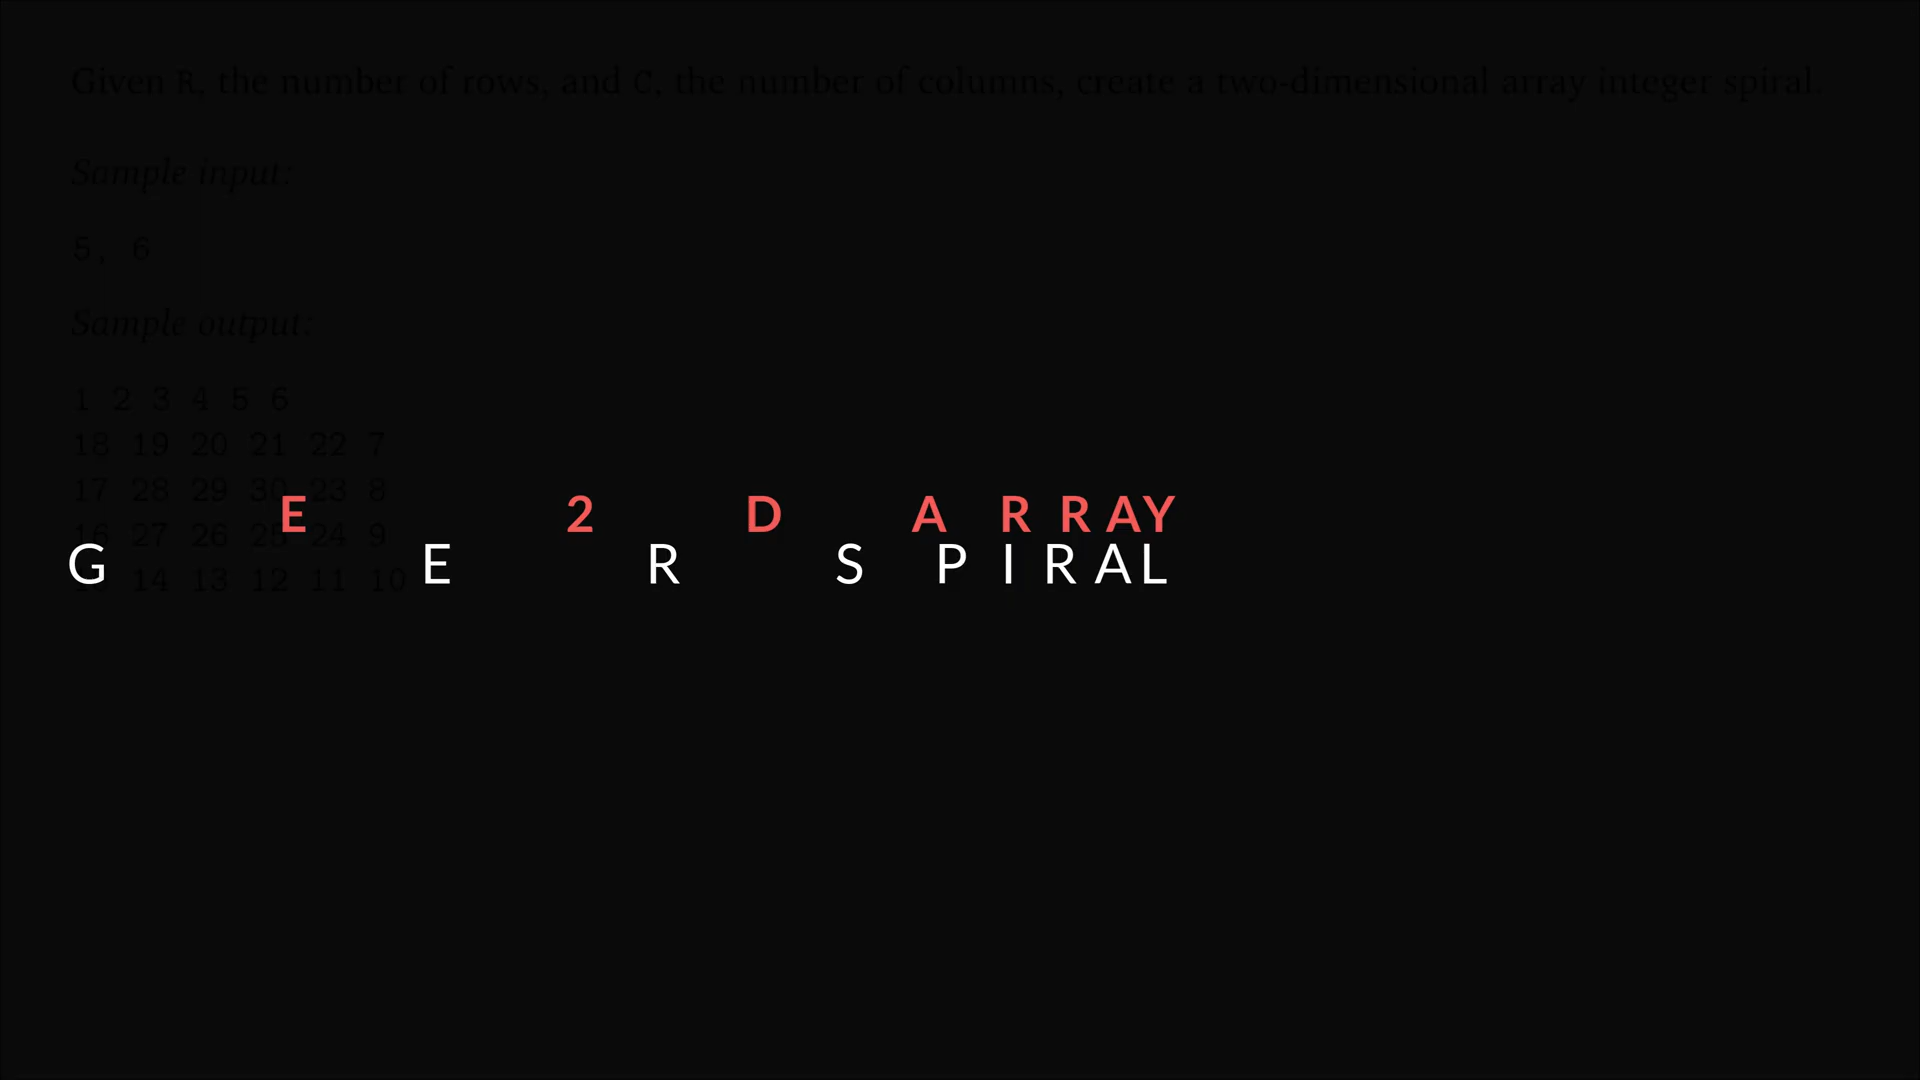 Given R, the number of rows, and C, the number of columns, create a two-dimensional array integer spiral.
Sample input:
5, 6
Sample output:
1 2 3 4 5 6
18 19 20 21 22 7
17 28 29 30 23 8
16 27 26 25 24 9
15 14 13 12 11 10
E 2 D A R R A Y
G E R S P I R A L